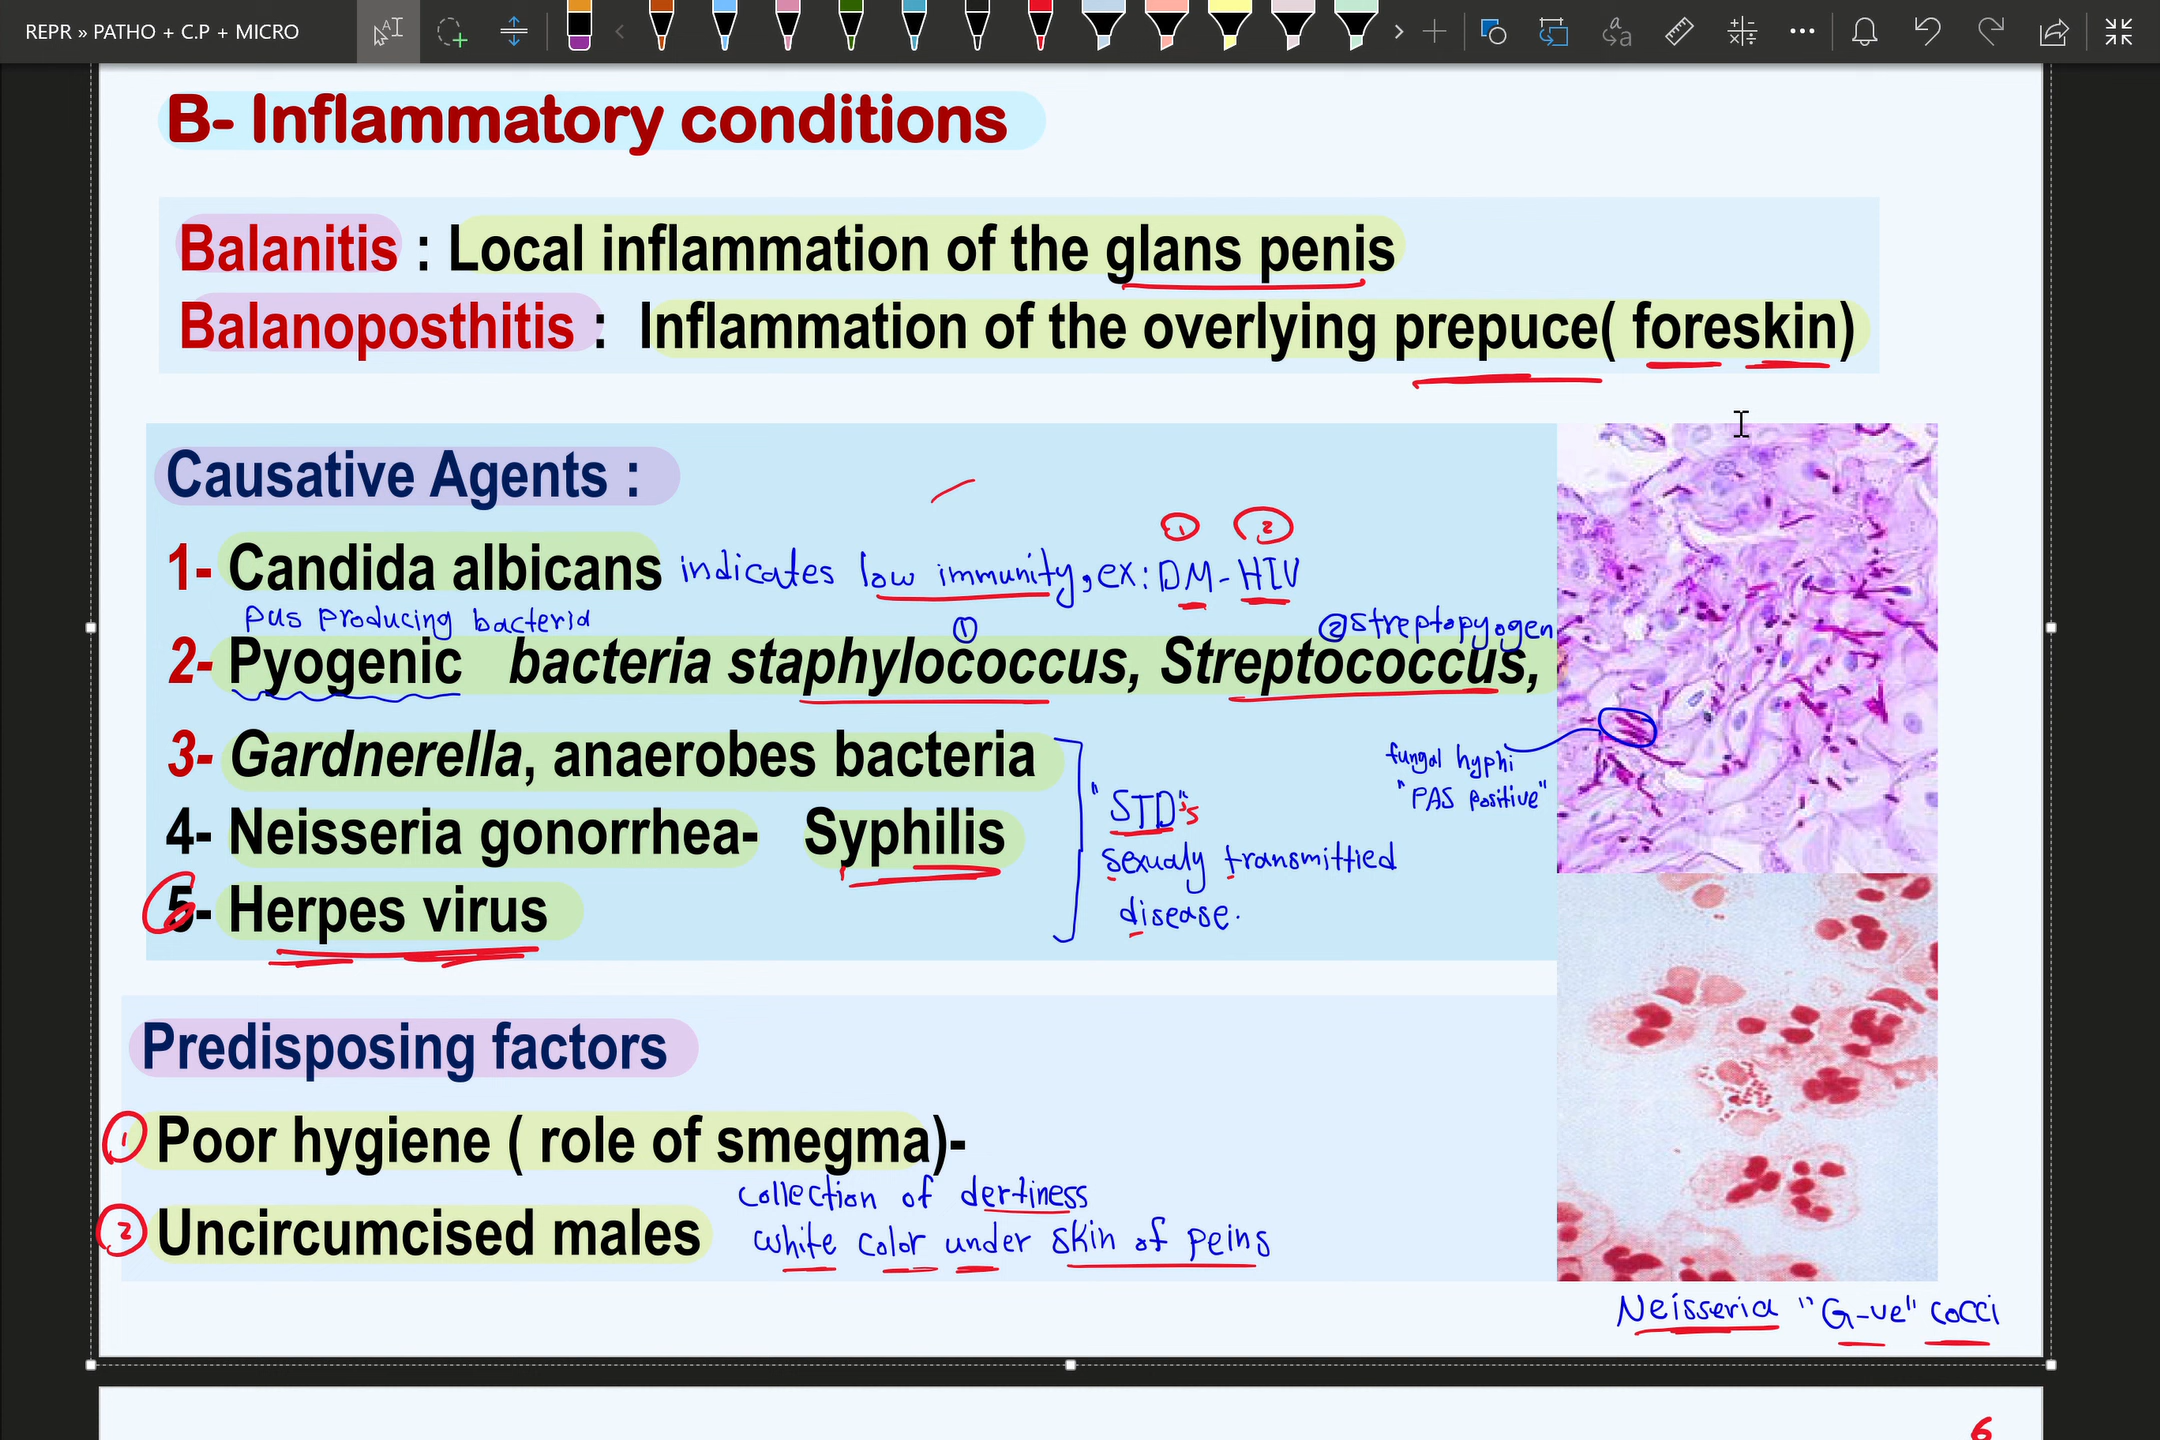 REPR » PATHO + C.P + MICRO
B- Inflammatory conditions
Balanitis : Local inflammation of the glans penis
Balanoposthitis : Inflammation of the overlying prepuce( foreskin)
Causative Agents :
1 2
1- Candida albicans indicates low immunity, ex: DM - HIV
pus producing bacteria ① ②streptopyogen
2- Pyogenic bacteria staphylococcus, Streptococcus,
3- Gardnerella, anaerobes bacteria
fungal hyphi
"PAS Positive"
4- Neisseria gonorrhea- Syphilis
"STD"s
sexualy transmittied
disease.
5- Herpes virus
Predisposing factors
1 Poor hygiene ( role of smegma)-
collection of dertiness
white color under skin of peins
2 Uncircumcised males
Neisseria "G-ve" cocci
6